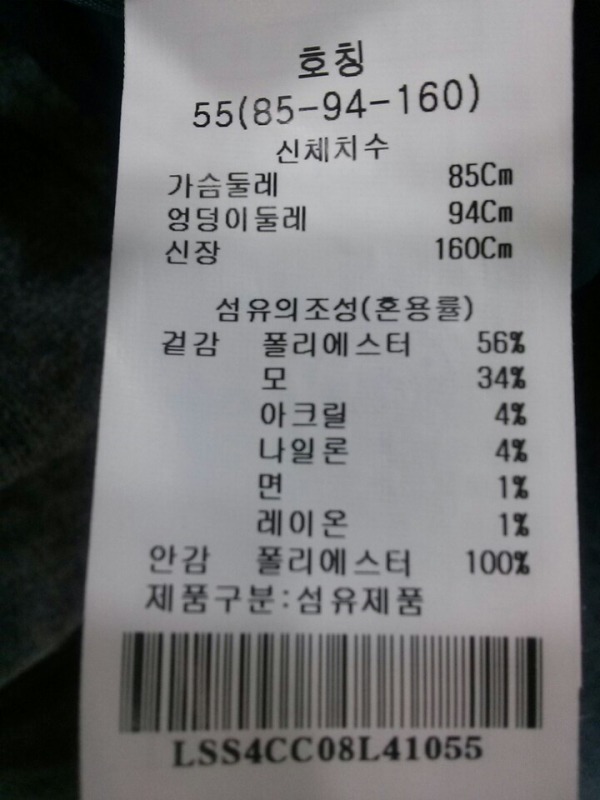 호칭
55(85-94-160)
신체치수
가슴둘레 85Cm
엉덩이둘레 94Cm
신장 160Cm
섬유의조성(혼용률)
겉감 폴리에스터 56%
모 34%
아크릴 4%
나일론 4%
면 1%
레이온 1%
안감 폴리에스터 100%
제품구분:섬유제품
LSS4CC08L41055